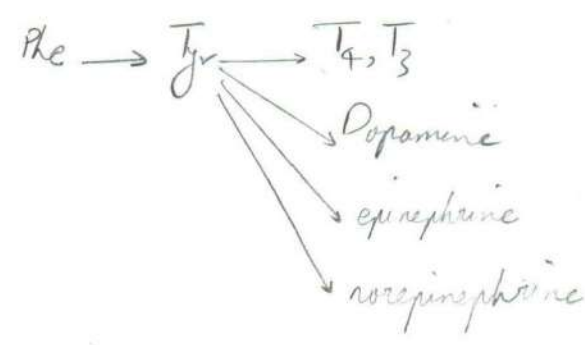 Phe → Tyr → T4, T3
Dopamine
epinephrine
norepinephrine